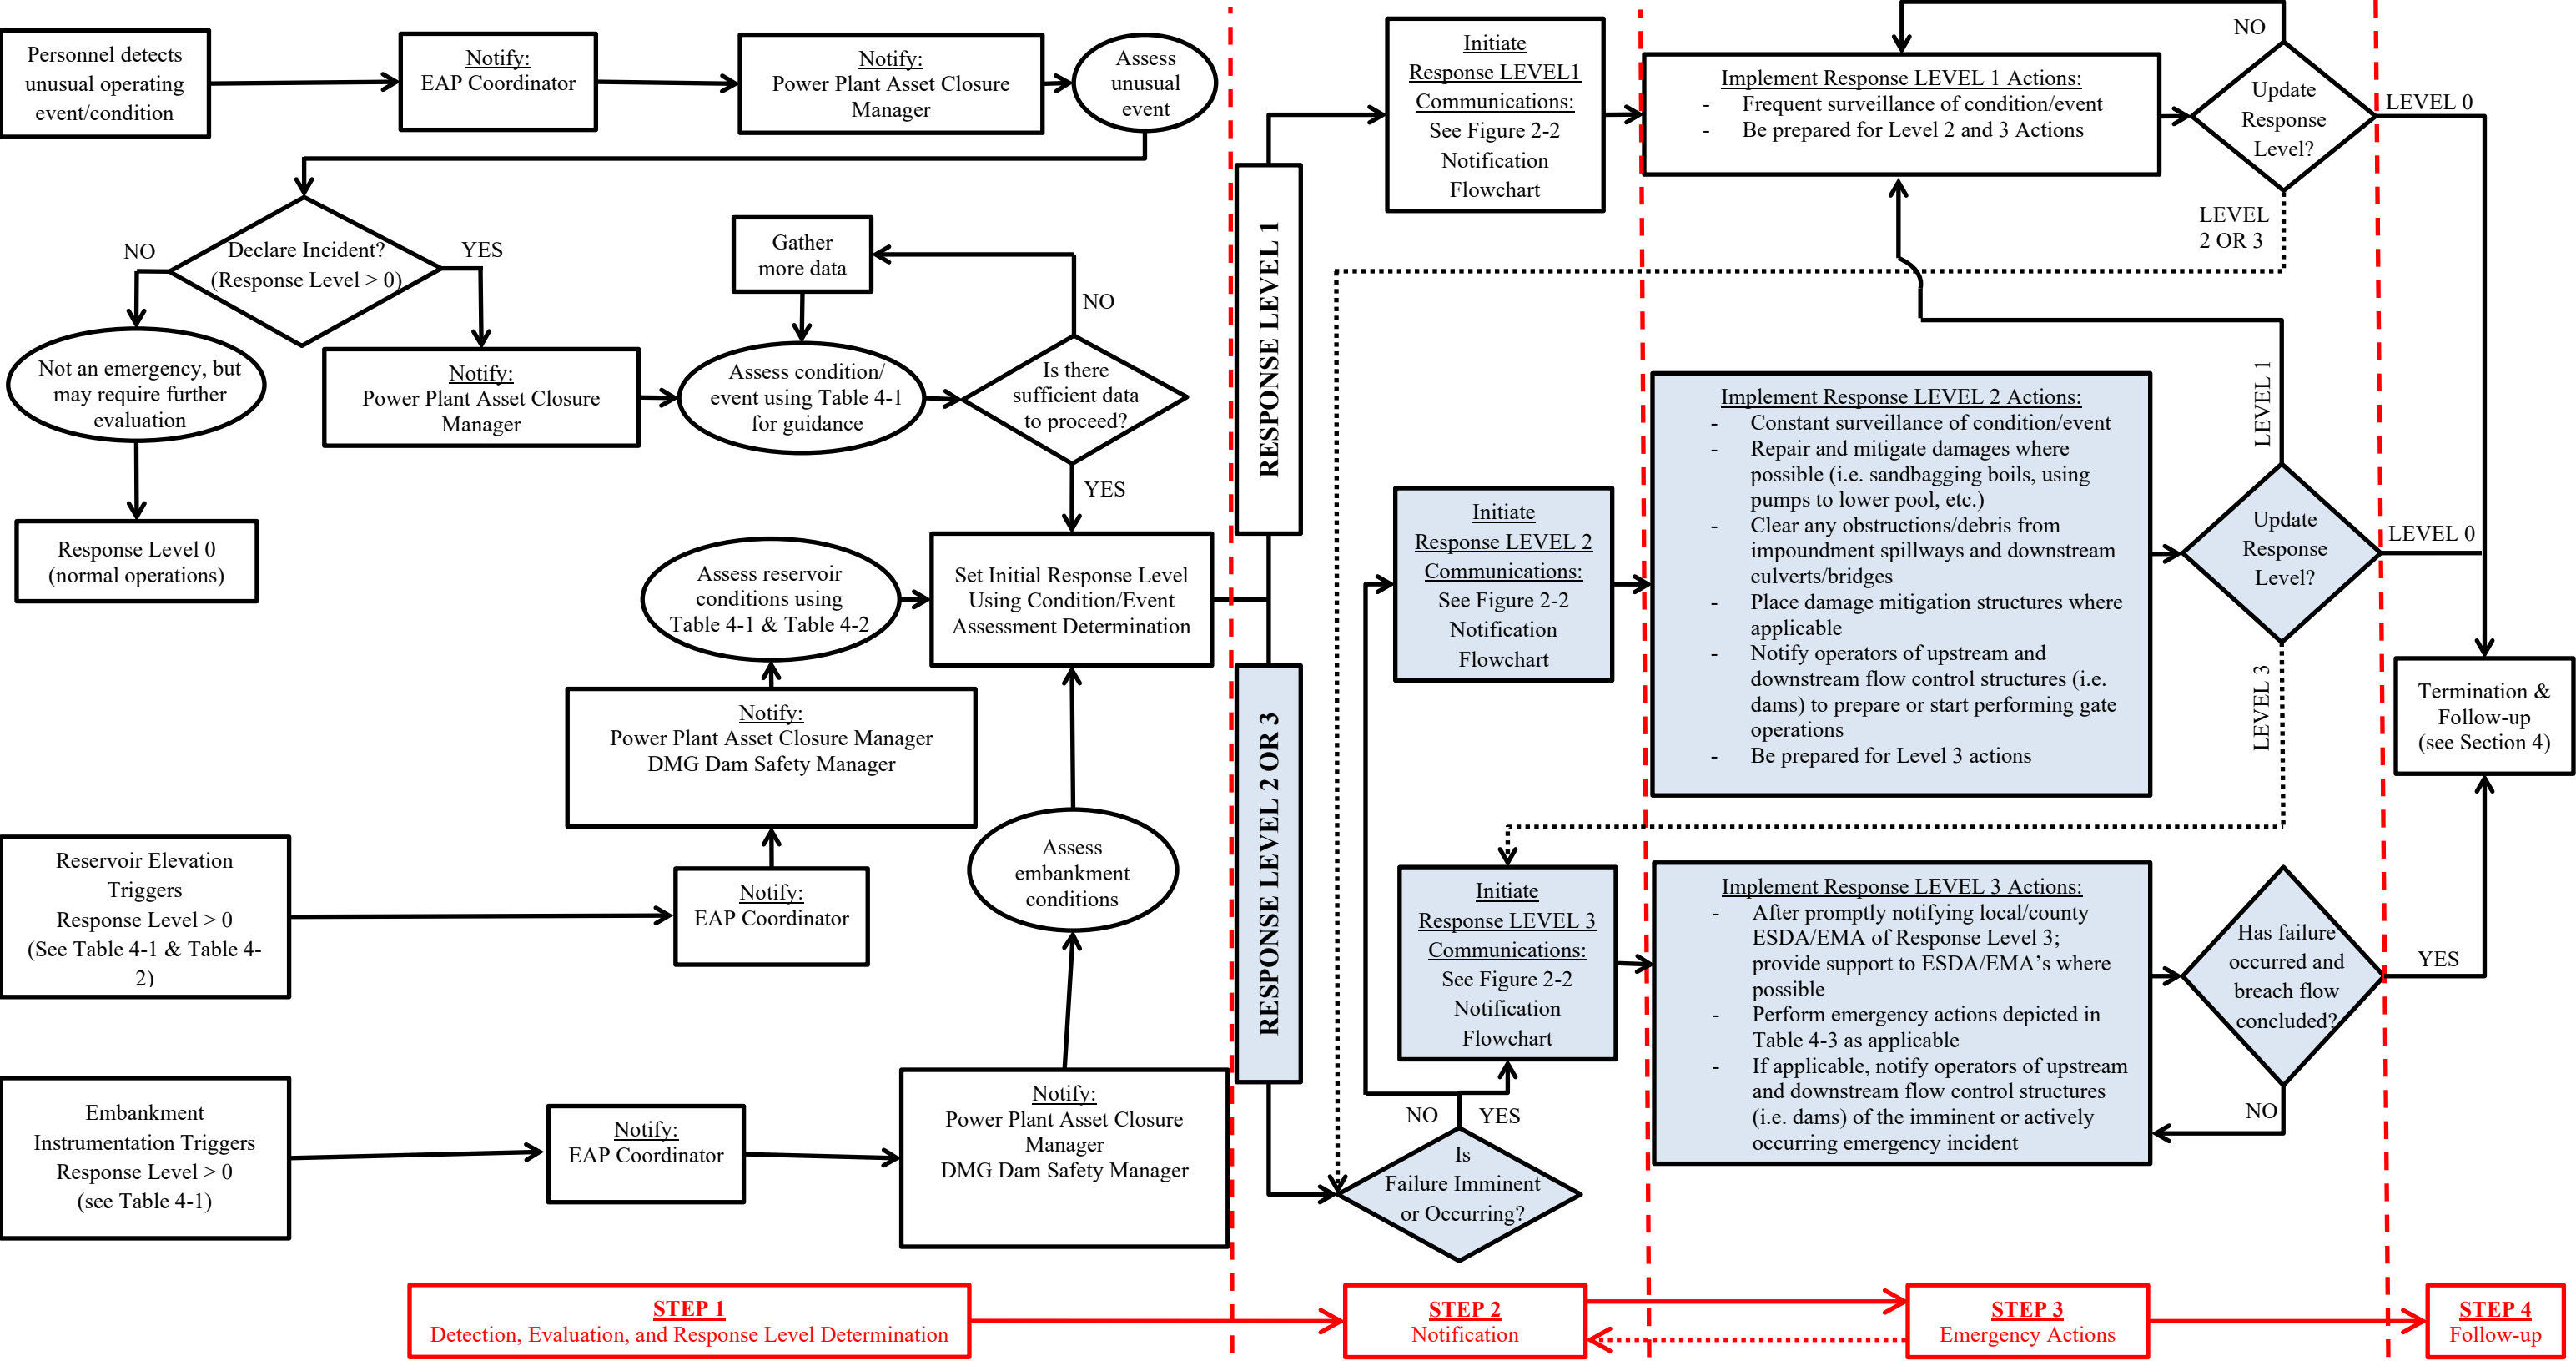 Personnel detects
unusual operating
event/condition
Notify:
EAP Coordinator
Notify:
Power Plant Asset Closure
Manager
Assess
unusual
event
NO
Declare Incident?
(Response Level > 0)
YES
Not an emergency, but
may require further
evaluation
Response Level 0
(normal operations)
Notify:
Power Plant Asset Closure
Manager
Gather
more data
Assess condition/
event using Table 4-1
for guidance
NO
Is there
sufficient data
to proceed?
YES
Assess reservoir
conditions using
Table 4-1 & Table 4-2
Set Initial Response Level
Using Condition/Event
Assessment Determination
Notify:
Power Plant Asset Closure Manager
DMG Dam Safety Manager
Reservoir Elevation
Triggers
Response Level > 0
(See Table 4-1 & Table 4-
2)
Notify:
EAP Coordinator
Assess
embankment
conditions
Embankment
Instrumentation Triggers
Response Level > 0
(see Table 4-1)
Notify:
EAP Coordinator
Notify:
Power Plant Asset Closure
Manager
DMG Dam Safety Manager
RESPONSE LEVEL 1
RESPONSE LEVEL 2 OR 3
Initiate
Response LEVEL1
Communications:
See Figure 2-2
Notification
Flowchart
Implement Response LEVEL 1 Actions:
- Frequent surveillance of condition/event
- Be prepared for Level 2 and 3 Actions
NO
Update
Response
Level?
LEVEL 0
LEVEL
2 OR 3
Initiate
Response LEVEL 2
Communications:
See Figure 2-2
Notification
Flowchart
Implement Response LEVEL 2 Actions:
- Constant surveillance of condition/event
- Repair and mitigate damages where
possible (i.e. sandbagging boils, using
pumps to lower pool, etc.)
- Clear any obstructions/debris from
impoundment spillways and downstream
culverts/bridges
- Place damage mitigation structures where
applicable
- Notify operators of upstream and
downstream flow control structures (i.e.
dams) to prepare or start performing gate
operations
- Be prepared for Level 3 actions
LEVEL 1
Update
Response
Level?
LEVEL 0
LEVEL 3
Termination &
Follow-up
(see Section 4)
Initiate
Response LEVEL 3
Communications:
See Figure 2-2
Notification
Flowchart
Implement Response LEVEL 3 Actions:
- After promptly notifying local/county
ESDA/EMA of Response Level 3;
provide support to ESDA/EMA’s where
possible
- Perform emergency actions depicted in
Table 4-3 as applicable
- If applicable, notify operators of upstream
and downstream flow control structures
(i.e. dams) of the imminent or actively
occurring emergency incident
Has failure
occurred and
breach flow
concluded?
YES
NO
NO
YES
Is
Failure Imminent
or Occurring?
STEP 1
Detection, Evaluation, and Response Level Determination
STEP 2
Notification
STEP 3
Emergency Actions
STEP 4
Follow-up